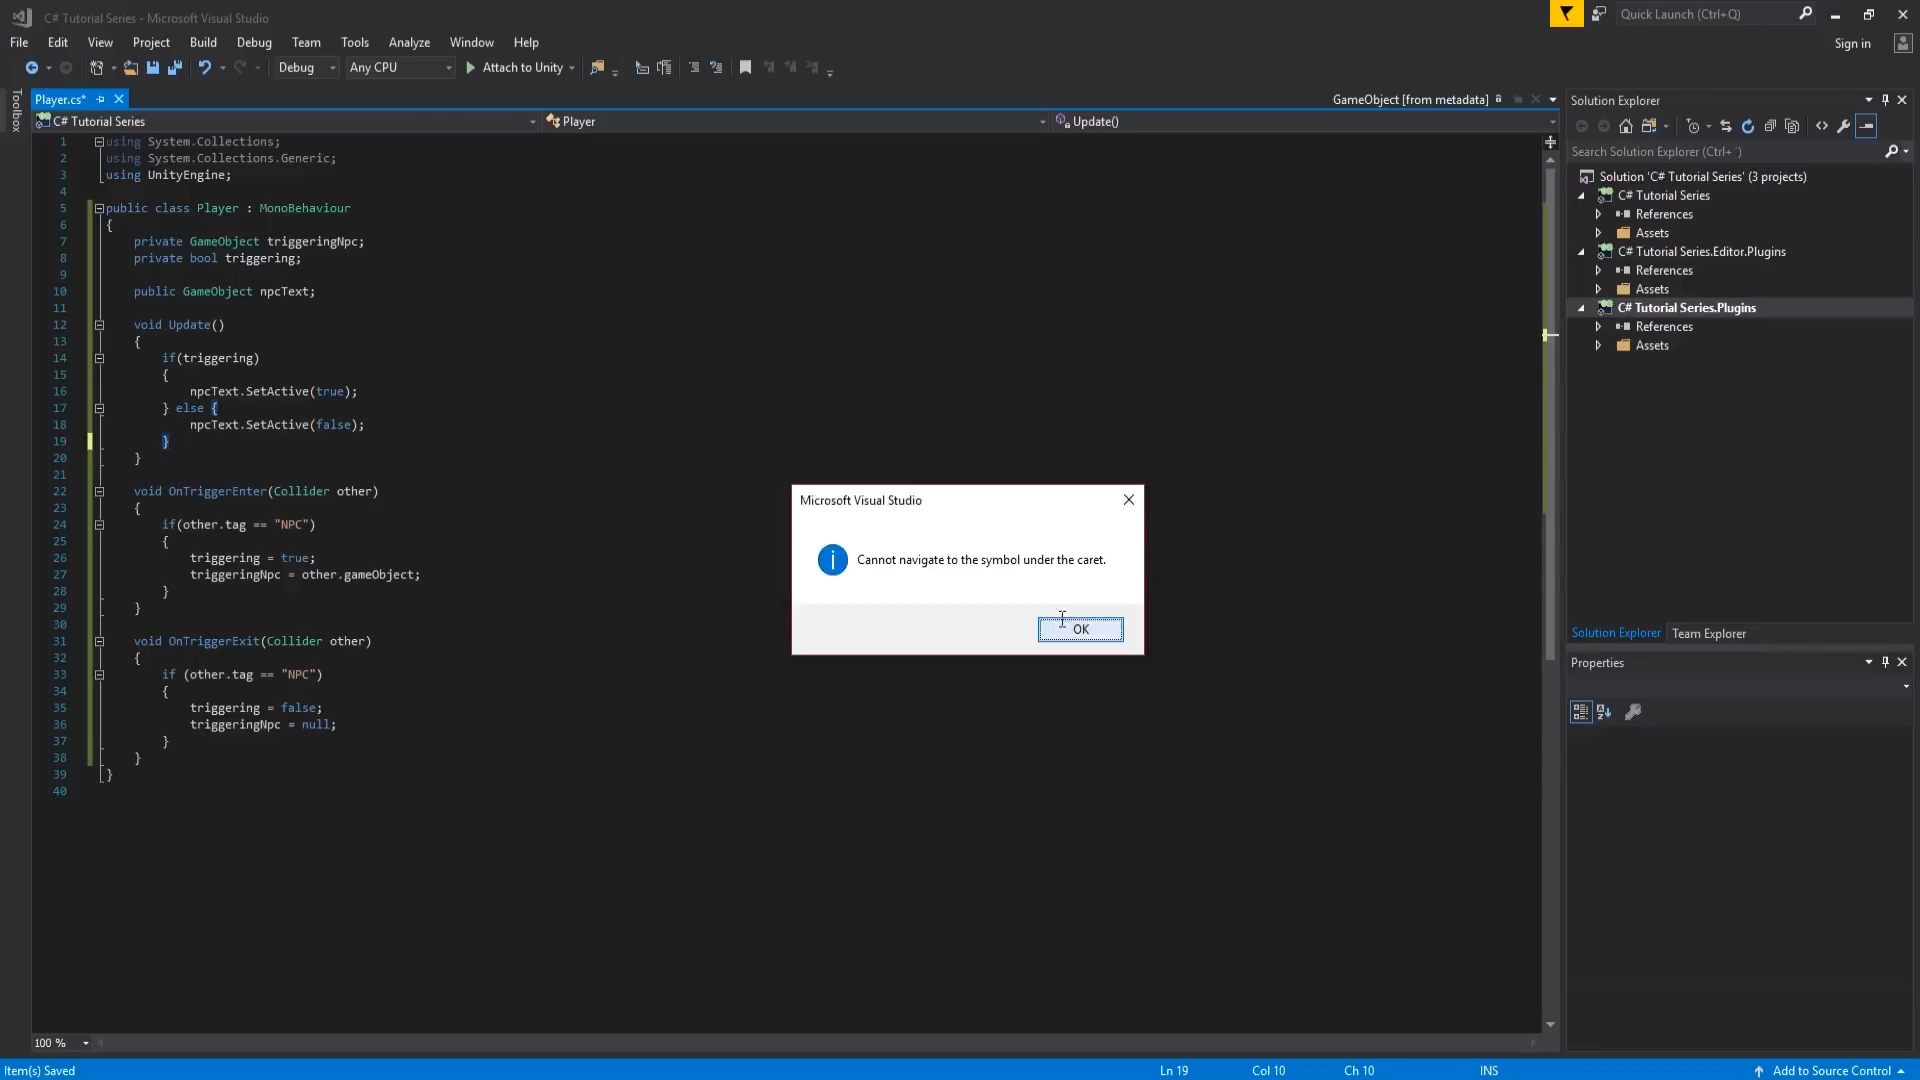 C# Tutorial Series - Microsoft Visual Studio
Quick Launch (Ctrl+Q)
File Edit View Project Build Debug Team Tools Analyze Window Help
Sign in
Debug Any CPU Attach to Unity
Toolbox
Player.cs*
GameObject [from metadata]
C# Tutorial Series Player Update()
1 using System.Collections;
2 using System.Collections.Generic;
3 using UnityEngine;
4
5 public class Player : MonoBehaviour
6 {
7 private GameObject triggeringNpc;
8 private bool triggering;
9
10 public GameObject npcText;
11
12 void Update()
13 {
14 if(triggering)
15 {
16 npcText.SetActive(true);
17 } else {
18 npcText.SetActive(false);
19 }
20 }
21
22 void OnTriggerEnter(Collider other)
23 {
24 if(other.tag == "NPC")
25 {
26 triggering = true;
27 triggeringNpc = other.gameObject;
28 }
29 }
30
31 void OnTriggerExit(Collider other)
32 {
33 if (other.tag == "NPC")
34 {
35 triggering = false;
36 triggeringNpc = null;
37 }
38 }
39 }
40
Microsoft Visual Studio
Cannot navigate to the symbol under the caret.
OK
Solution Explorer
Search Solution Explorer (Ctrl+¨)
Solution 'C# Tutorial Series' (3 projects)
C# Tutorial Series
References
Assets
C# Tutorial Series.Editor.Plugins
References
Assets
C# Tutorial Series.Plugins
References
Assets
Solution Explorer Team Explorer
Properties
100 %
Item(s) Saved Ln 19 Col 10 Ch 10 INS Add to Source Control